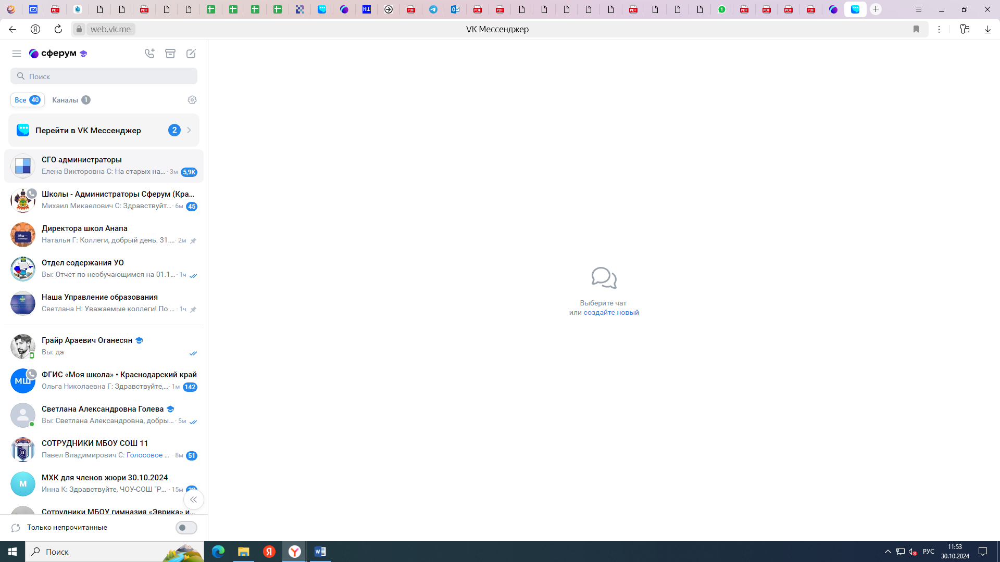 web.vk.me
VK Мессенджер
сферум
Поиск
Все 40 Каналы 1
Перейти в VK Мессенджер 2
СГО администраторы
Елена Викторовна С: На старых на... · 3м 5,9K
Школы - Администраторы Сферум (Кра...
Михаил Микаелович С: Здравствуйт... · 6м 45
Директора школ Анапа
Мы—
команда
Наталья Г: Коллеги, добрый день. 31.... · 2м
Отдел содержания УО
Вы: Отчет по необучающимся на 01.1... · 1ч
Наша Управление образования
Светлана Н: Уважаемые коллеги! По ... · 1ч
Выберите чат
или создайте новый
Грайр Араевич Оганесян
Вы: да
ФГИС «Моя школа» • Краснодарский край
МШ
Ольга Николаевна Г: Здравствуйте,... · 1м 142
Светлана Александровна Голева
Вы: Светлана Александровна, добры... · 5м
СОТРУДНИКИ МБОУ СОШ 11
Павел Владимирович С: Голосовое ... · 8м 51
МХК для членов жюри 30.10.2024
М
Инна К: Здравствуйте, ЧОУ-СОШ "Р... · 15м
Сотрудники МБОУ гимназия «Эврика» и...
Только непрочитанные
Поиск
РУС
11:53
30.10.2024